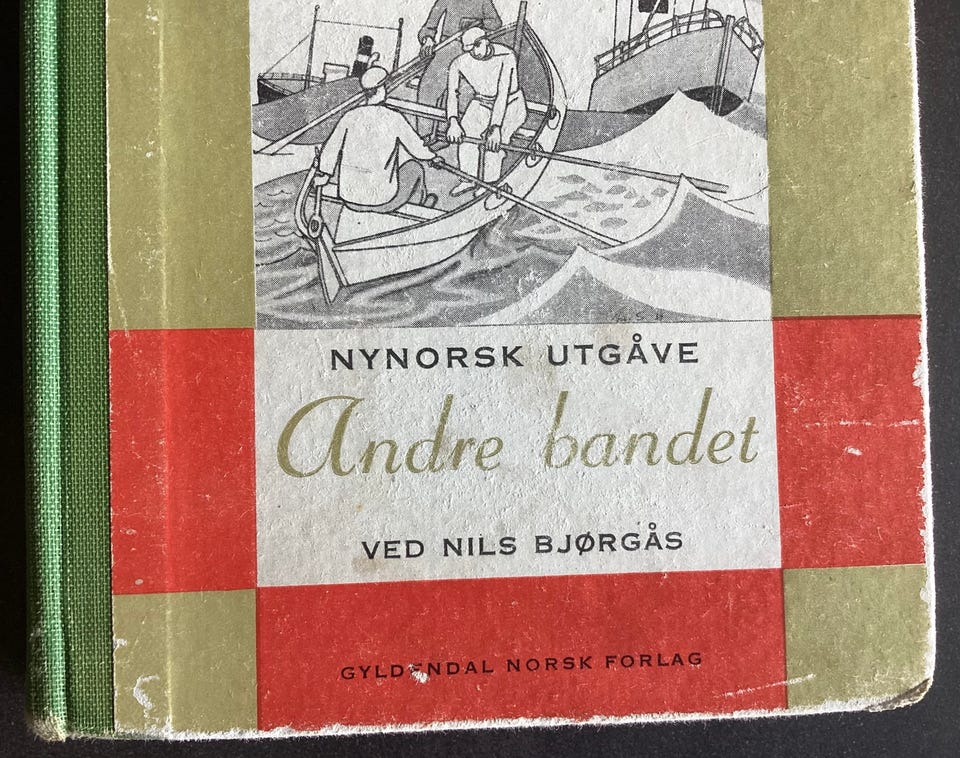 NYNORSK UTGÅVE
Andre bandet
VED NILS BJØRGÅS
GYLDENDAL NORSK FORLAG